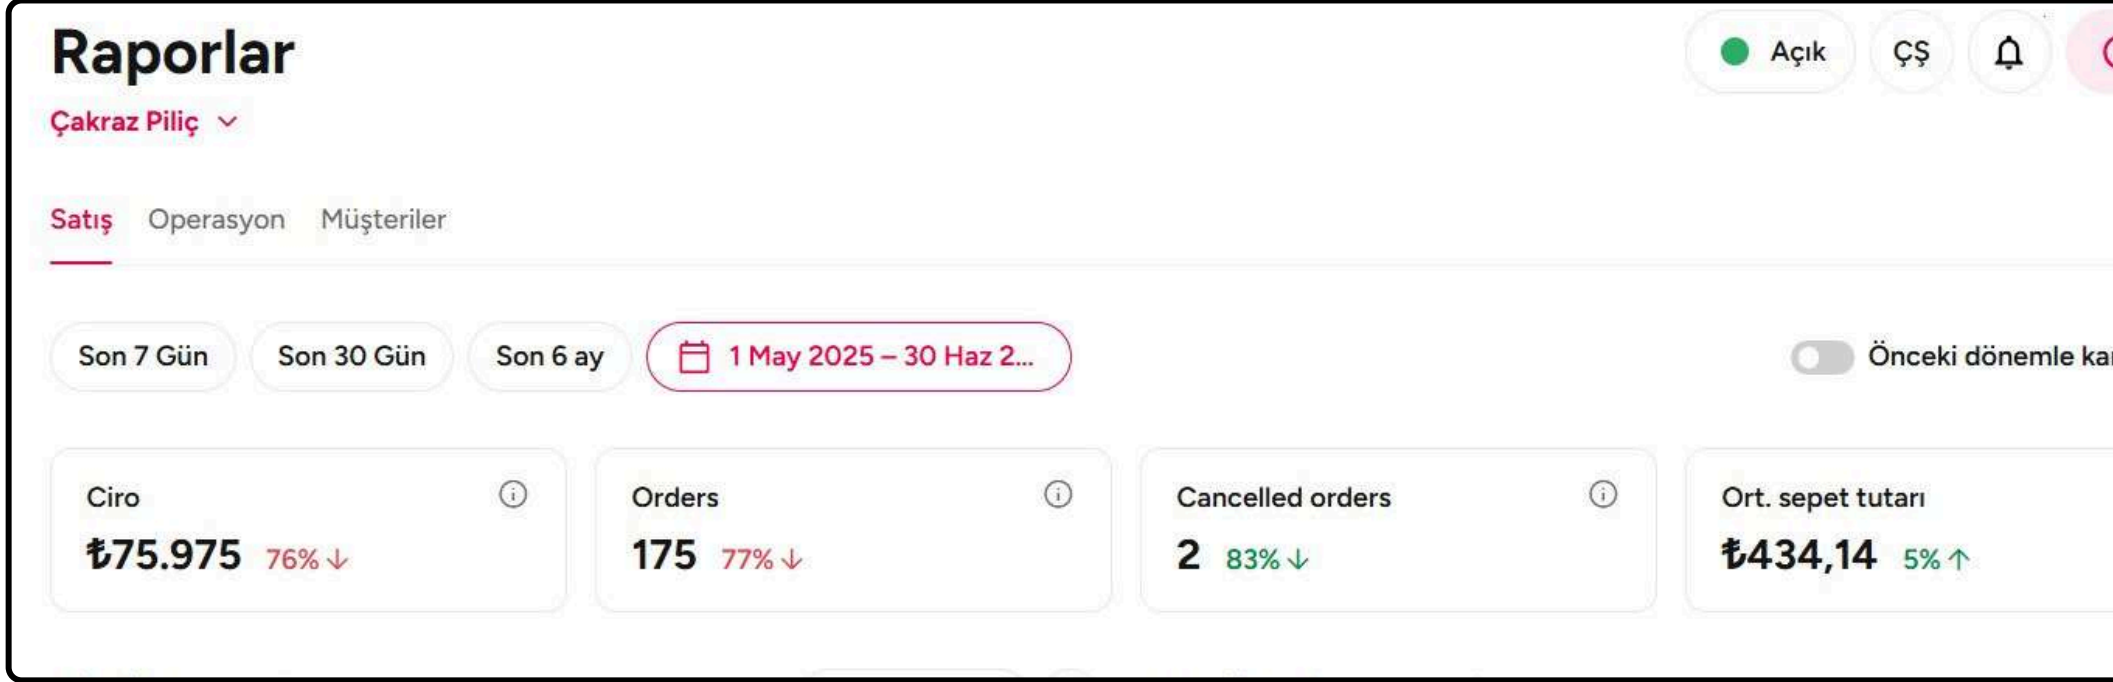 Raporlar
Açık
ÇŞ
Çakraz Piliç
Satış Operasyon Müşteriler
Son 7 Gün Son 30 Gün Son 6 ay 1 May 2025 – 30 Haz 2... Önceki dönemle
Ciro Orders Cancelled orders Ort. sepet tutarı
₺75.975 76% ↓ 175 77% ↓ 2 83% ↓ ₺434,14 5% ↑